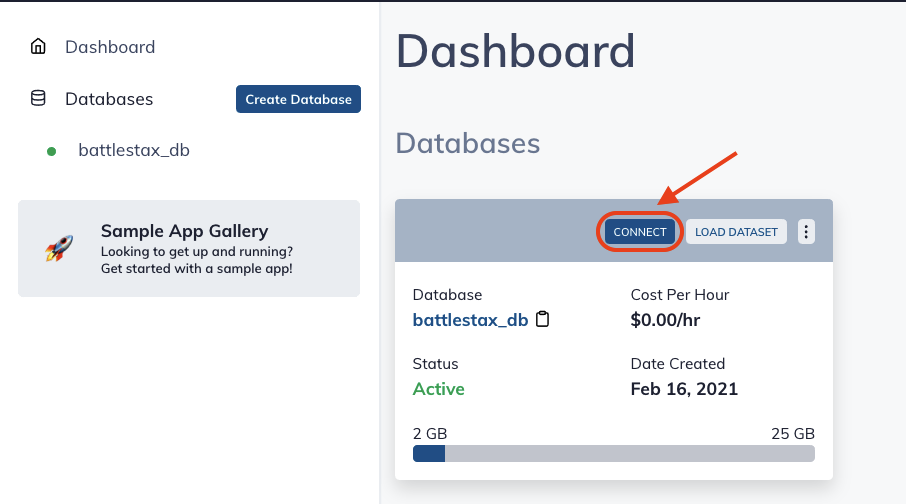 Dashboard
Databases
Create Database
battlestax_db
Sample App Gallery
Looking to get up and running?
Get started with a sample app!
Dashboard
Databases
CONNECT
LOAD DATASET
Database
Cost Per Hour
battlestax_db
$0.00/hr
Status
Date Created
Active
Feb 16, 2021
2 GB
25 GB